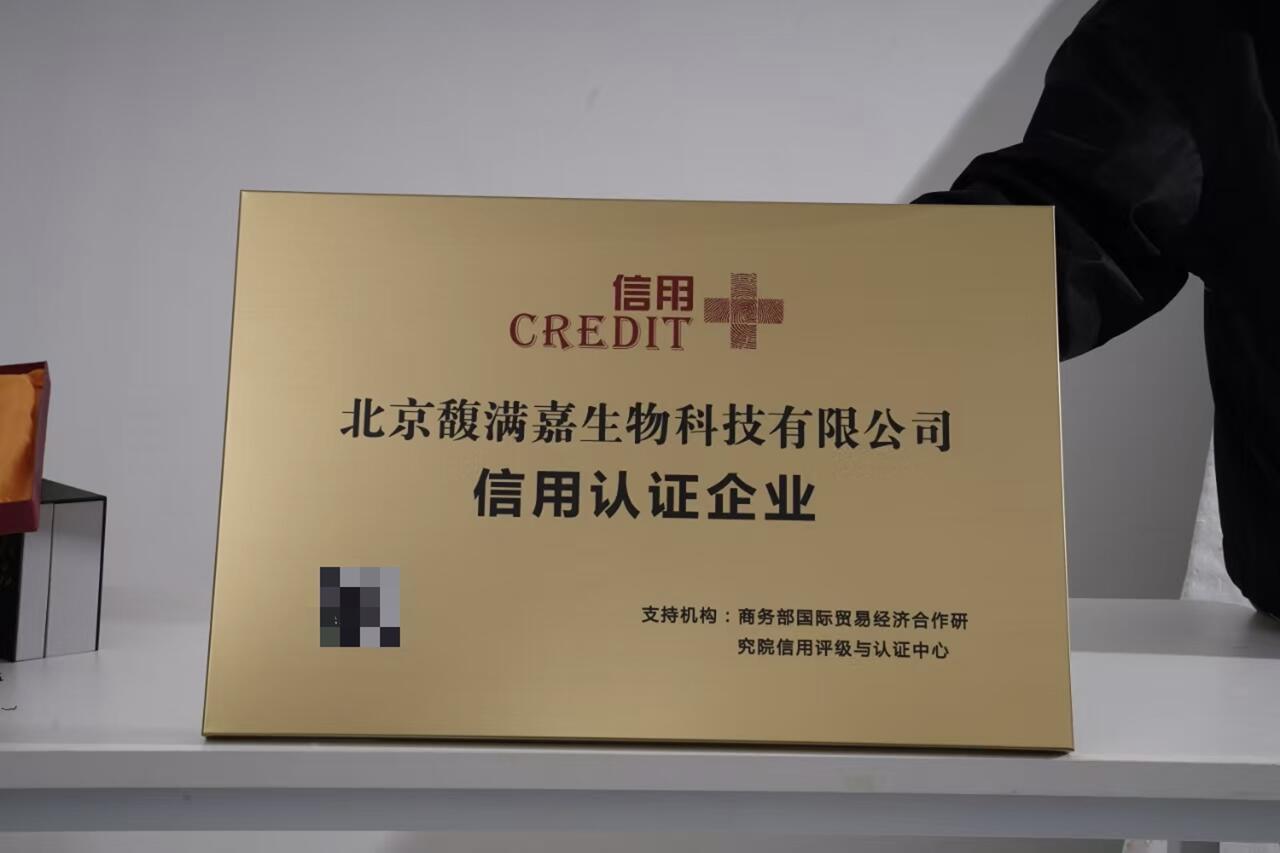 信用
CREDIT
北京馥满嘉生物科技有限公司
信用认证企业
支持机构：商务部国际贸易经济合作研
究院信用评级与认证中心